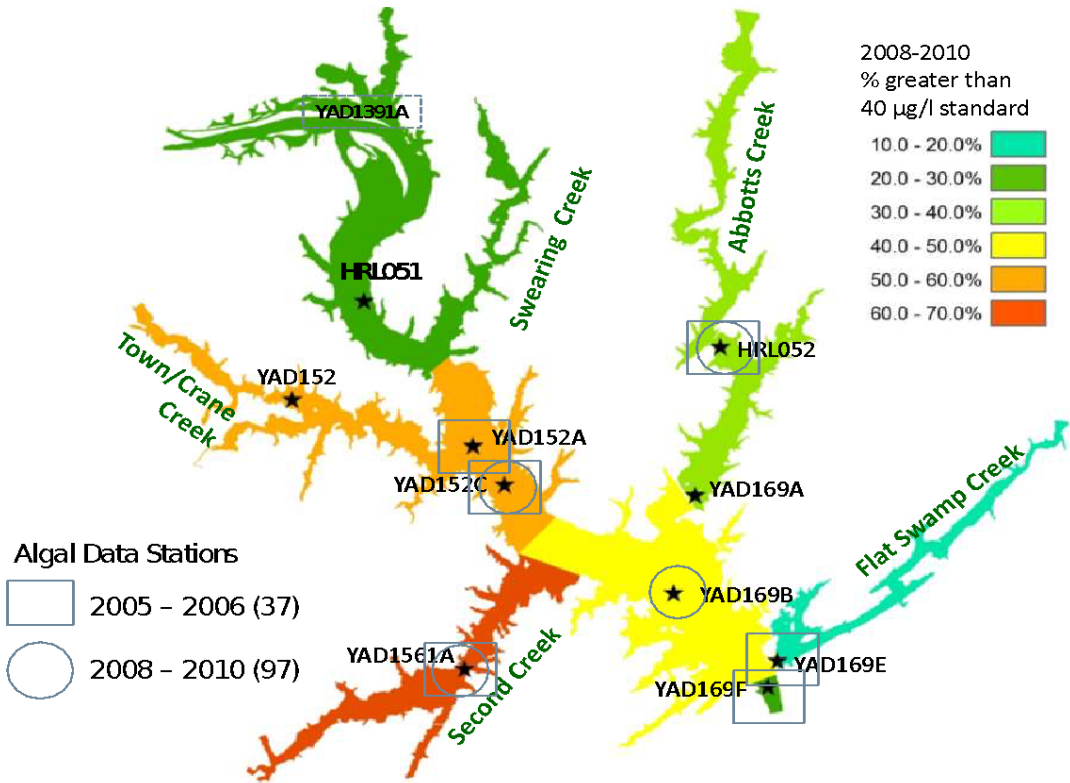 2008-2010
% greater than
40 µg/l standard
10.0 - 20.0%
20.0 - 30.0%
30.0 - 40.0%
40.0 - 50.0%
50.0 - 60.0%
60.0 - 70.0%
YAD1391A
Swearing Creek
Abbotts Creek
HRL051
HRL052
Town/Crane
Creek
YAD152
YAD152A
YAD152C
YAD169A
Flat Swamp Creek
Algal Data Stations
2005 – 2006 (37)
2008 – 2010 (97)
YAD169B
YAD1561A
Second Creek
YAD169E
YAD169F